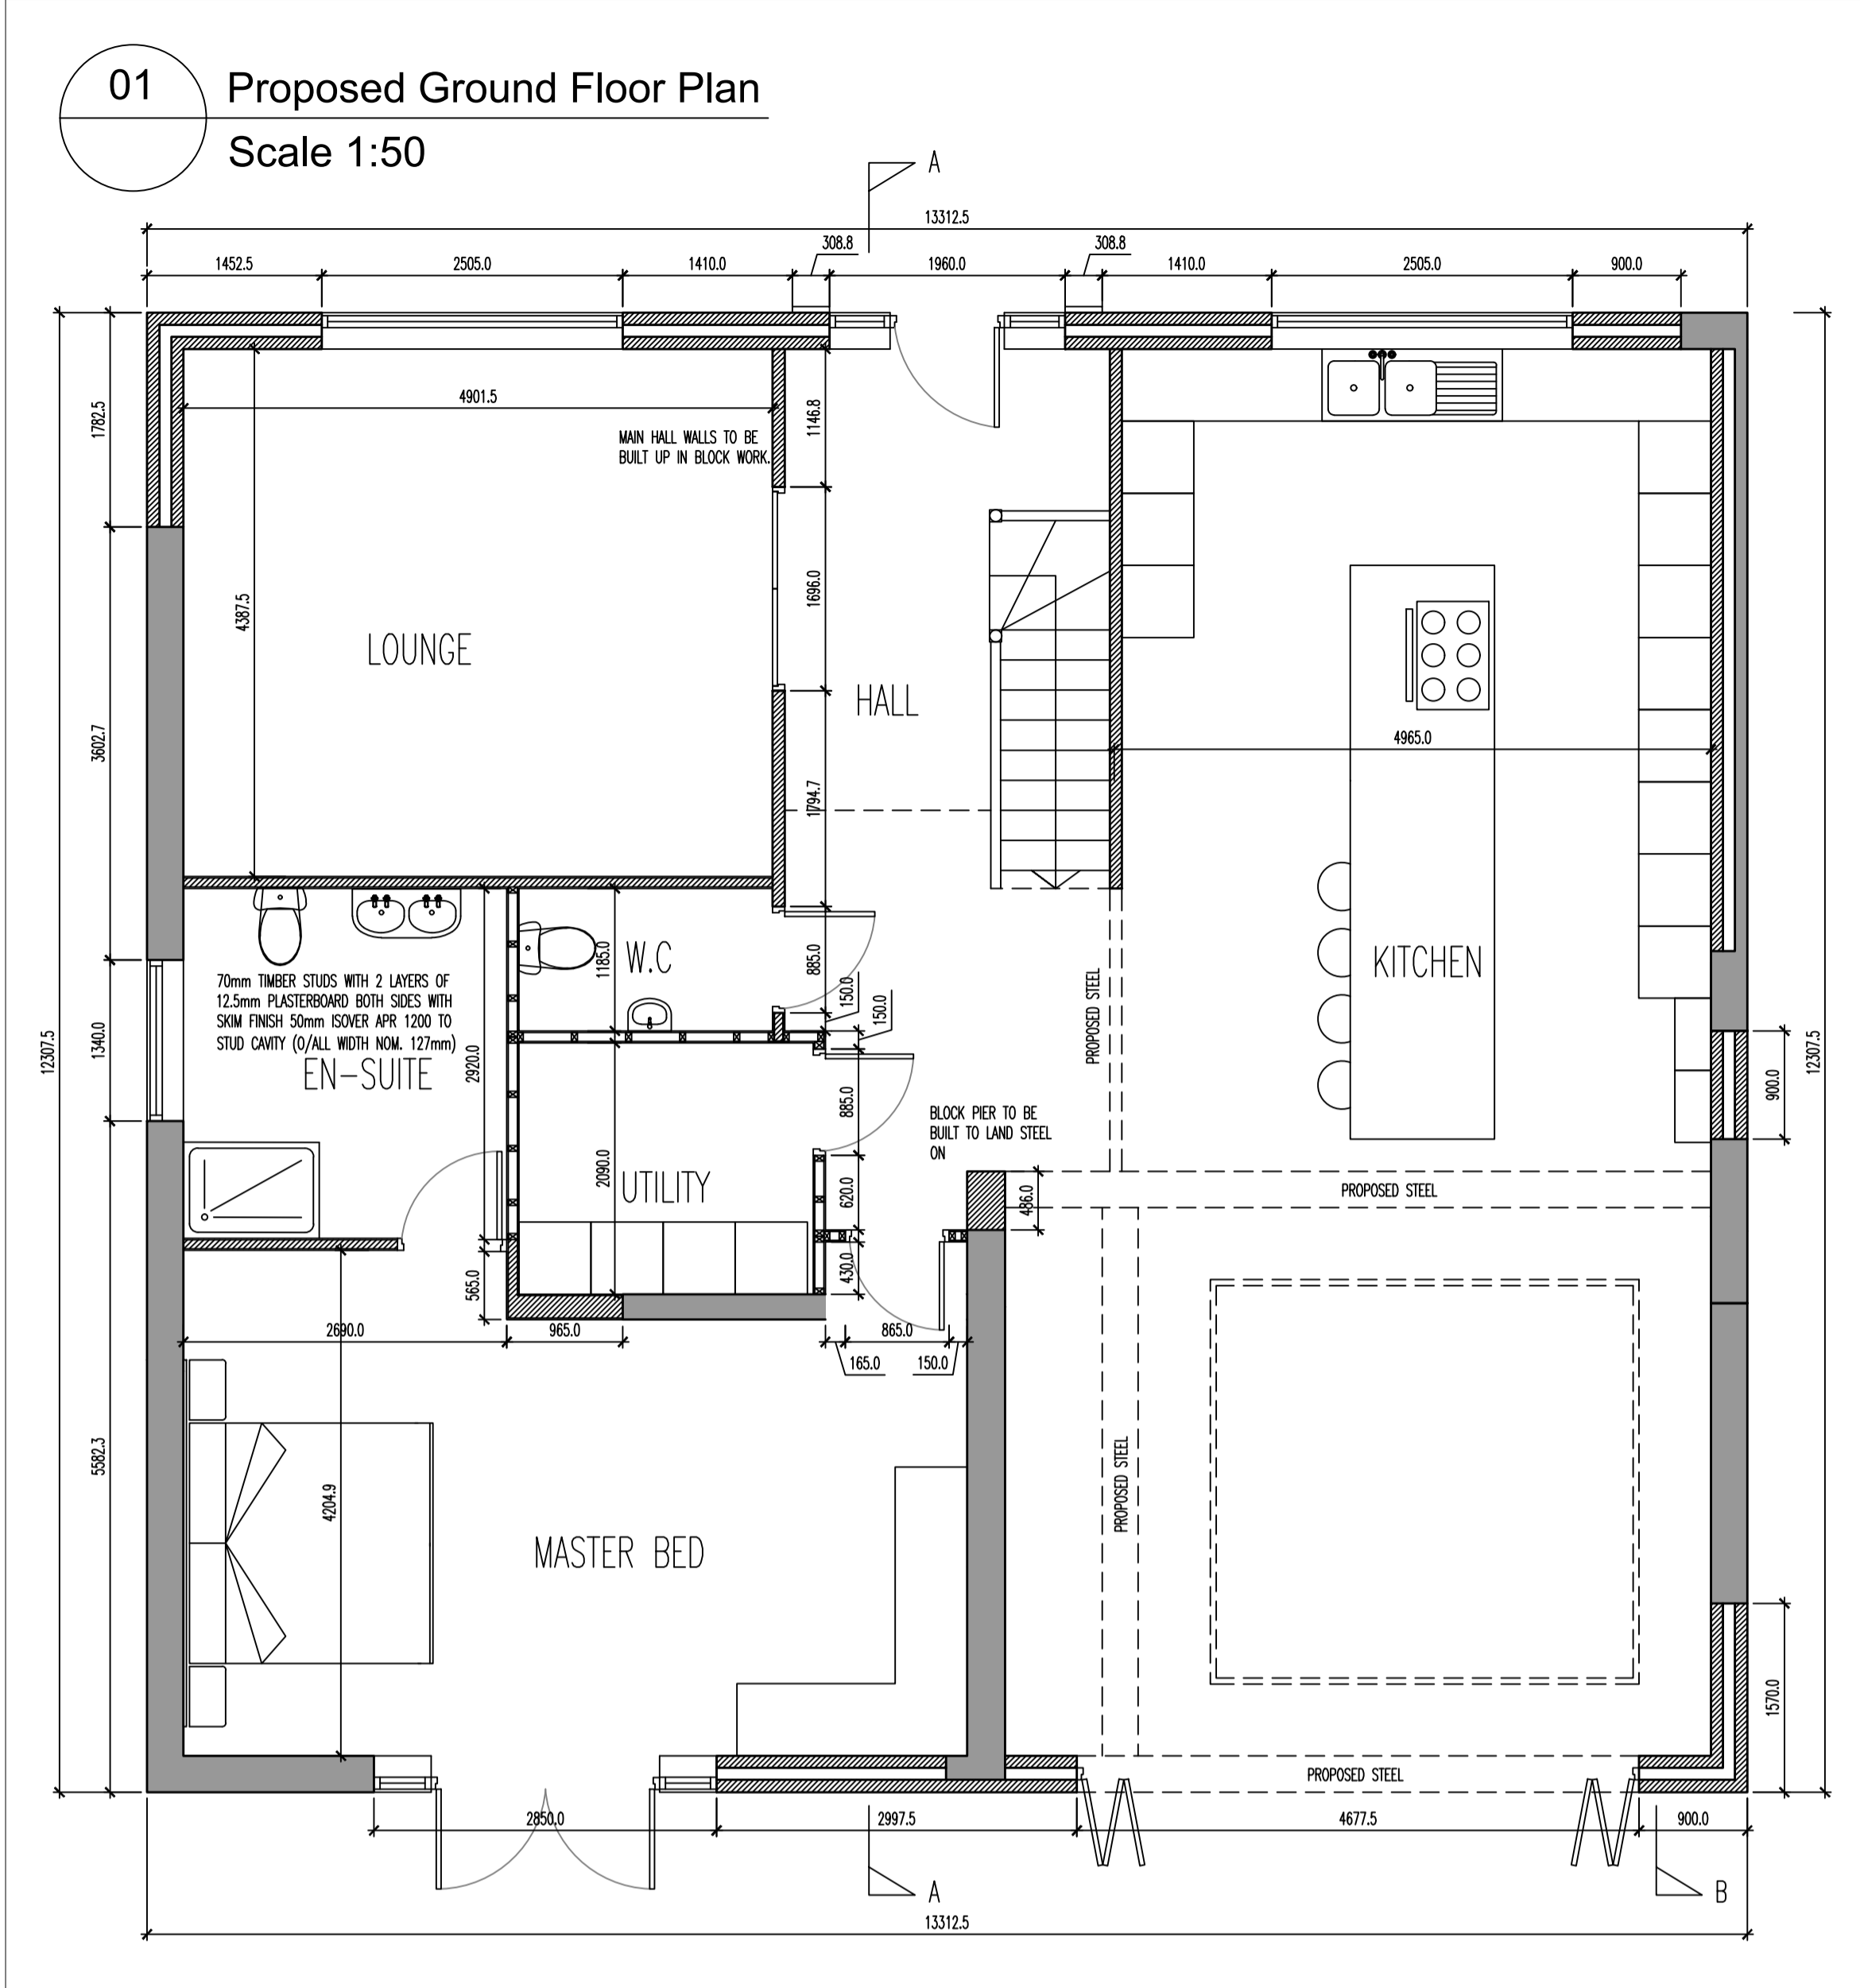 01
Proposed Ground Floor Plan
Scale 1:50
A
13312.5
308.8
308.8
1452.5
2505.0
1410.0
1960.0
1410.0
2505.0
900.0
4901.5
1782.5
1146.8
MAIN HALL WALLS TO BE
BUILT UP IN BLOCK WORK.
4387.5
1696.0
LOUNGE
HALL
3602.7
4965.0
1794.7
W.C
1185.0
885.0
KITCHEN
70mm TIMBER STUDS WITH 2 LAYERS OF
12.5mm PLASTERBOARD BOTH SIDES WITH
SKIM FINISH 50mm ISOVER APR 1200 TO
STUD CAVITY (O/ALL WIDTH NOM. 127mm)
EN-SUITE
150.0
150.0
PROPOSED STEEL
12307.5
1340.0
2920.0
12307.5
900.0
885.0
BLOCK PIER TO BE
BUILT TO LAND STEEL
ON
2090.0
UTILITY
620.0
486.0
PROPOSED STEEL
565.0
430.0
2690.0
965.0
865.0
165.0
150.0
5582.3
4204.9
PROPOSED STEEL
MASTER BED
1570.0
PROPOSED STEEL
2850.0
2997.5
4677.5
900.0
A
B
13312.5